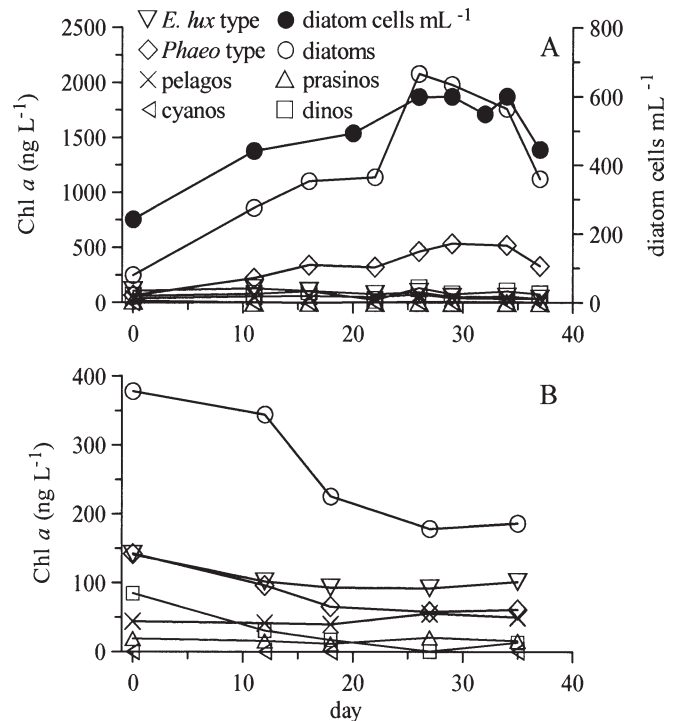 E. hux type
diatom cells mL -1
Phaeo type
diatoms
pelagos
prasinos
cyanos
dinos
A
2500
2000
1500
1000
500
0
Chl a (ng L-1)
800
600
400
200
0
diatom cells mL-1
0 10 20 30 40
B
400
300
200
100
0
Chl a (ng L-1)
0 10 20 30 40
day